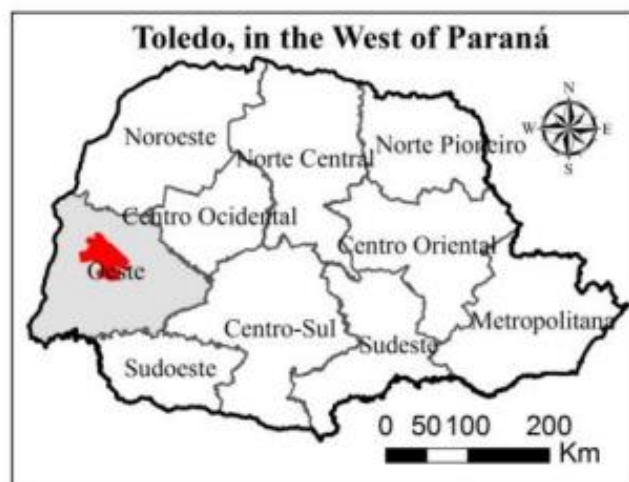 Toledo, in the West of Paraná
N
W E
S
Noroeste
Norte Central
Norte Pioneiro
Centro Ocidental
Centro Oriental
Oeste
Centro-Sul
Metropolitana
Sudeste
Sudoeste
0 50 100 200
Km